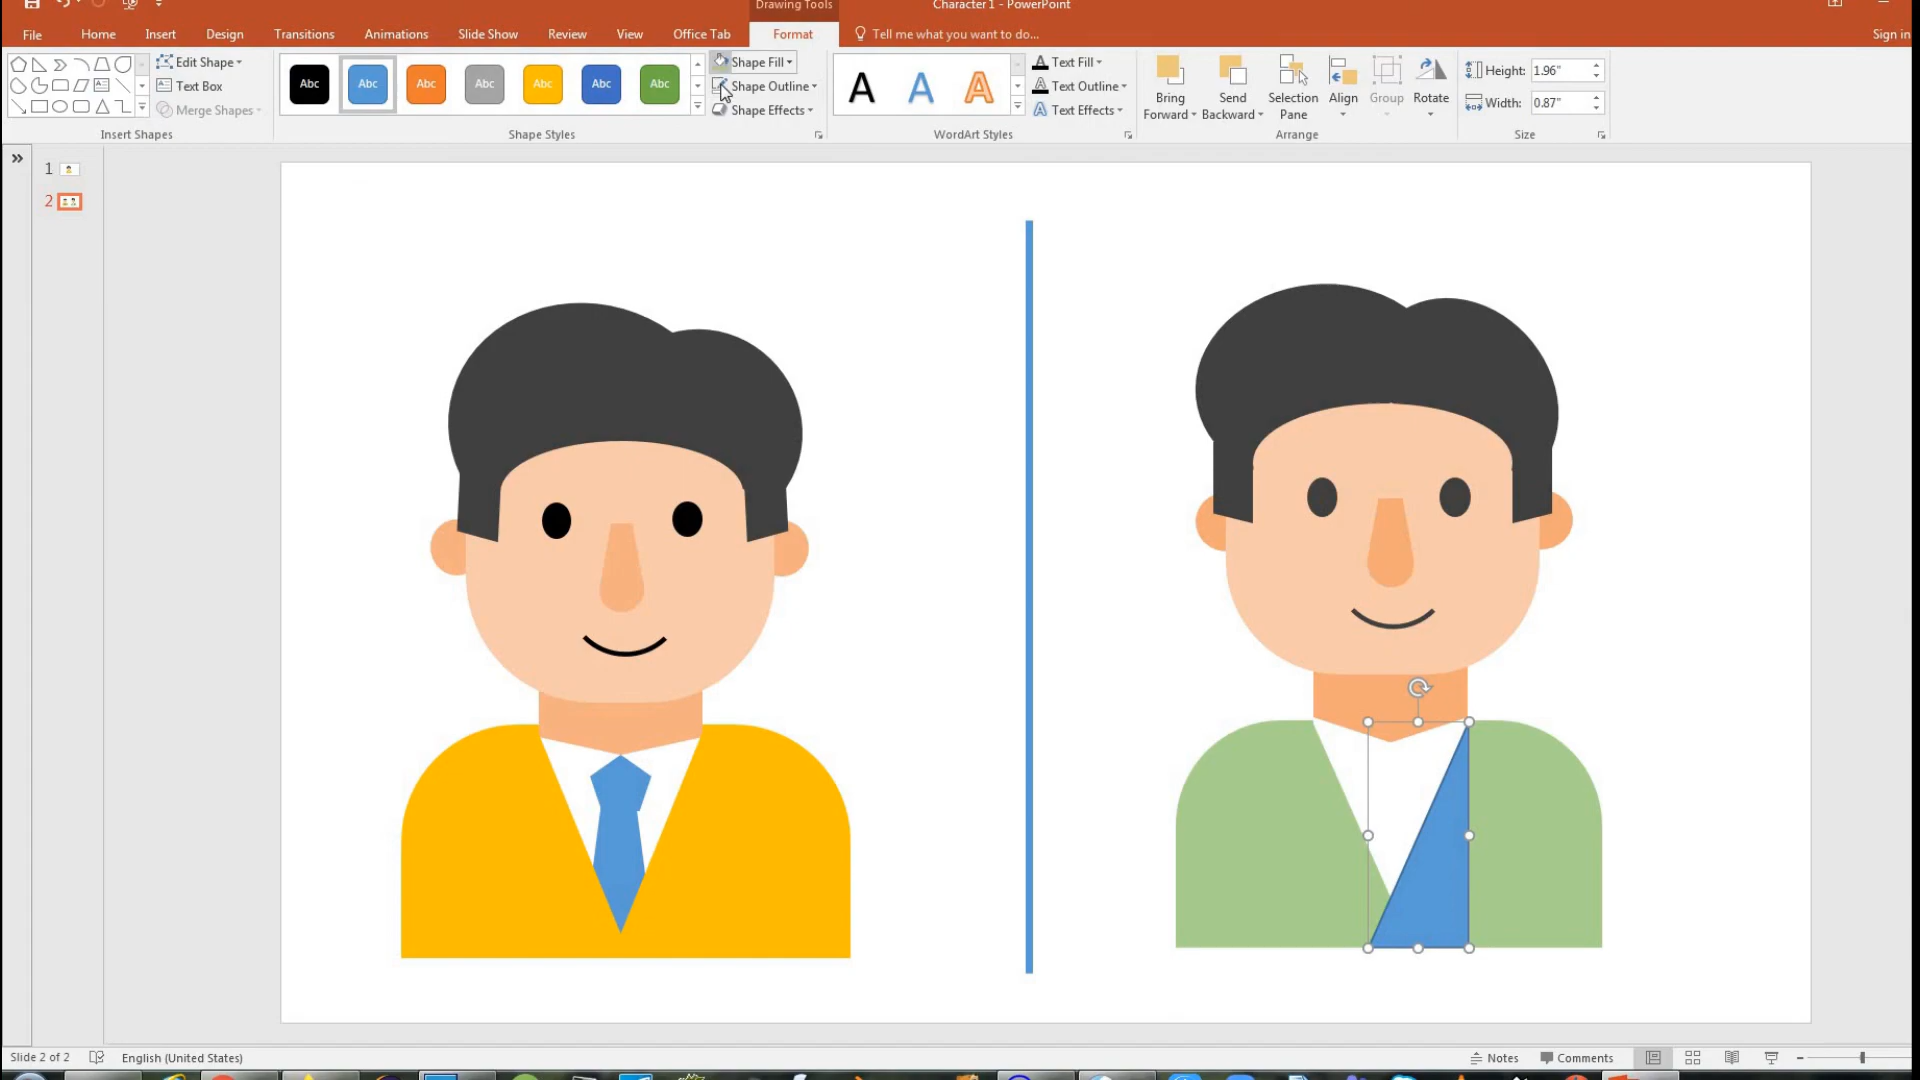 Drawing Tools
Character1 - PowerPoint
File Home Insert Design Transitions Animations Slide Show Review View Office Tab Format Tell me what you want to do... Sign in
Edit Shape
Text Box
Merge Shapes
Insert Shapes
Abc Abc Abc Abc Abc Abc Abc
Shape Fill
Shape Outline
Shape Effects
Shape Styles
A A A
Text Fill
Text Outline
Text Effects
WordArt Styles
Bring
Forward
Send
Backward
Selection
Pane
Align
Group
Rotate
Arrange
Height: 1.96"
Width: 0.87"
Size
1
2
Slide 2 of 2
English (United States)
Notes
Comments